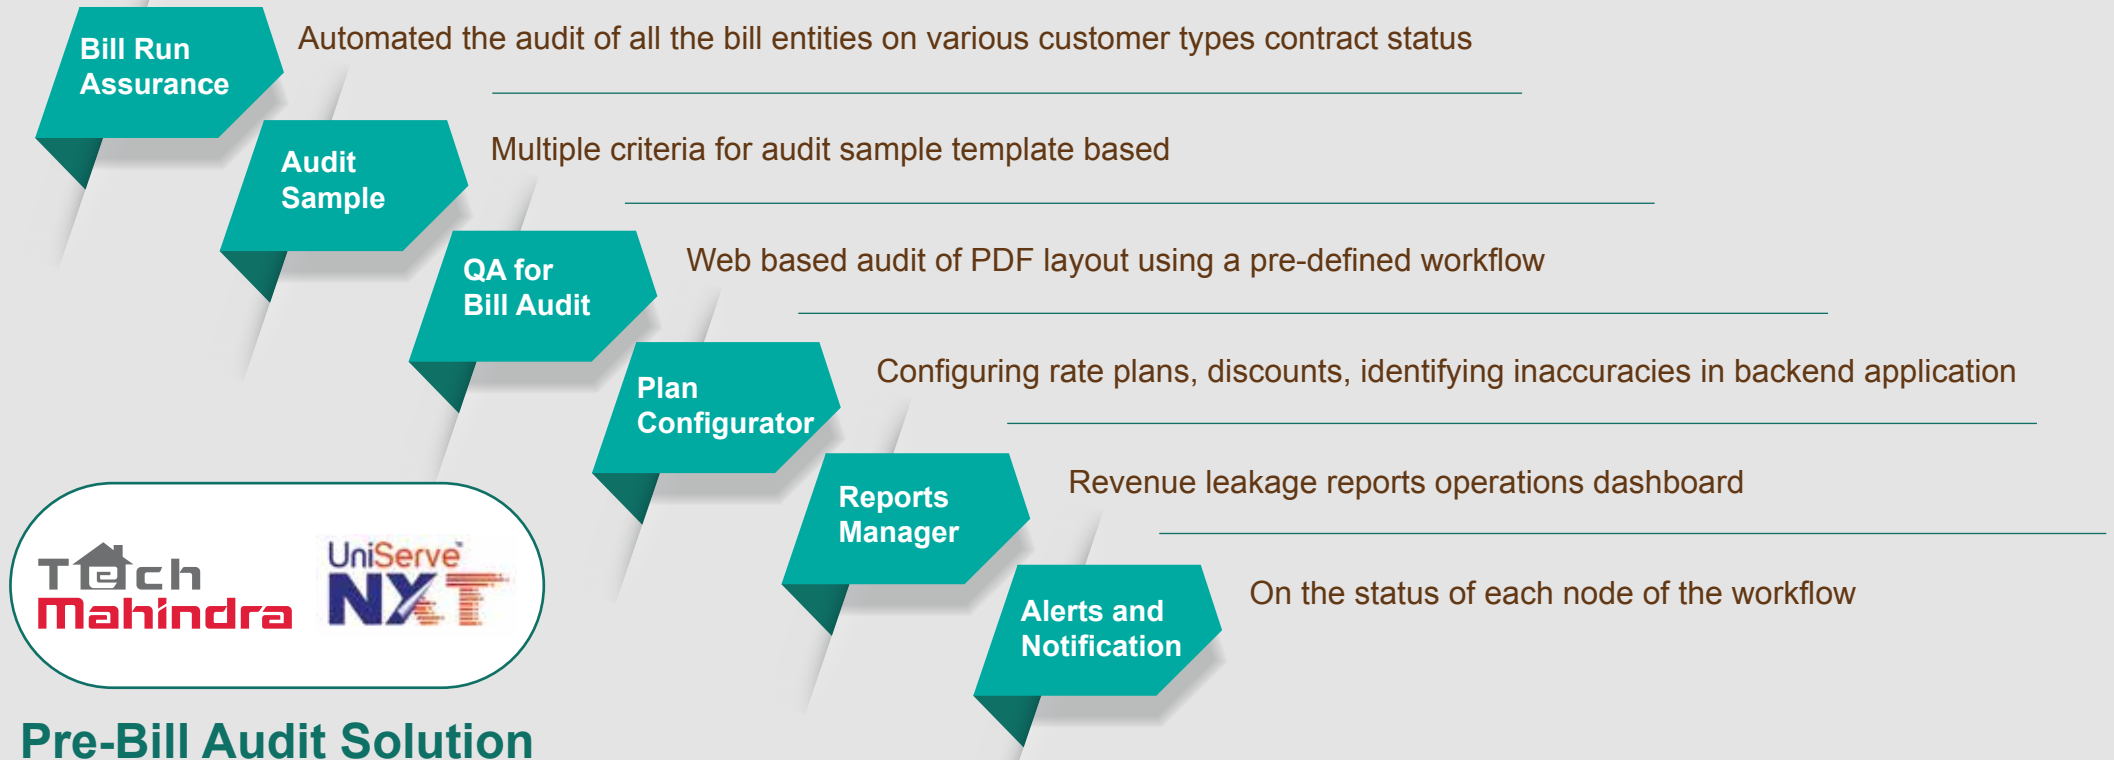 Bill Run
Assurance
Automated the audit of all the bill entities on various customer types contract status
Audit
Sample
Multiple criteria for audit sample template based
QA for
Bill Audit
Web based audit of PDF layout using a pre-defined workflow
Plan
Configurator
Configuring rate plans, discounts, identifying inaccuracies in backend application
Reports
Manager
Revenue leakage reports operations dashboard
Alerts and
Notification
On the status of each node of the workflow
Tech
Mahindra
UniServe™
NXT
Pre-Bill Audit Solution